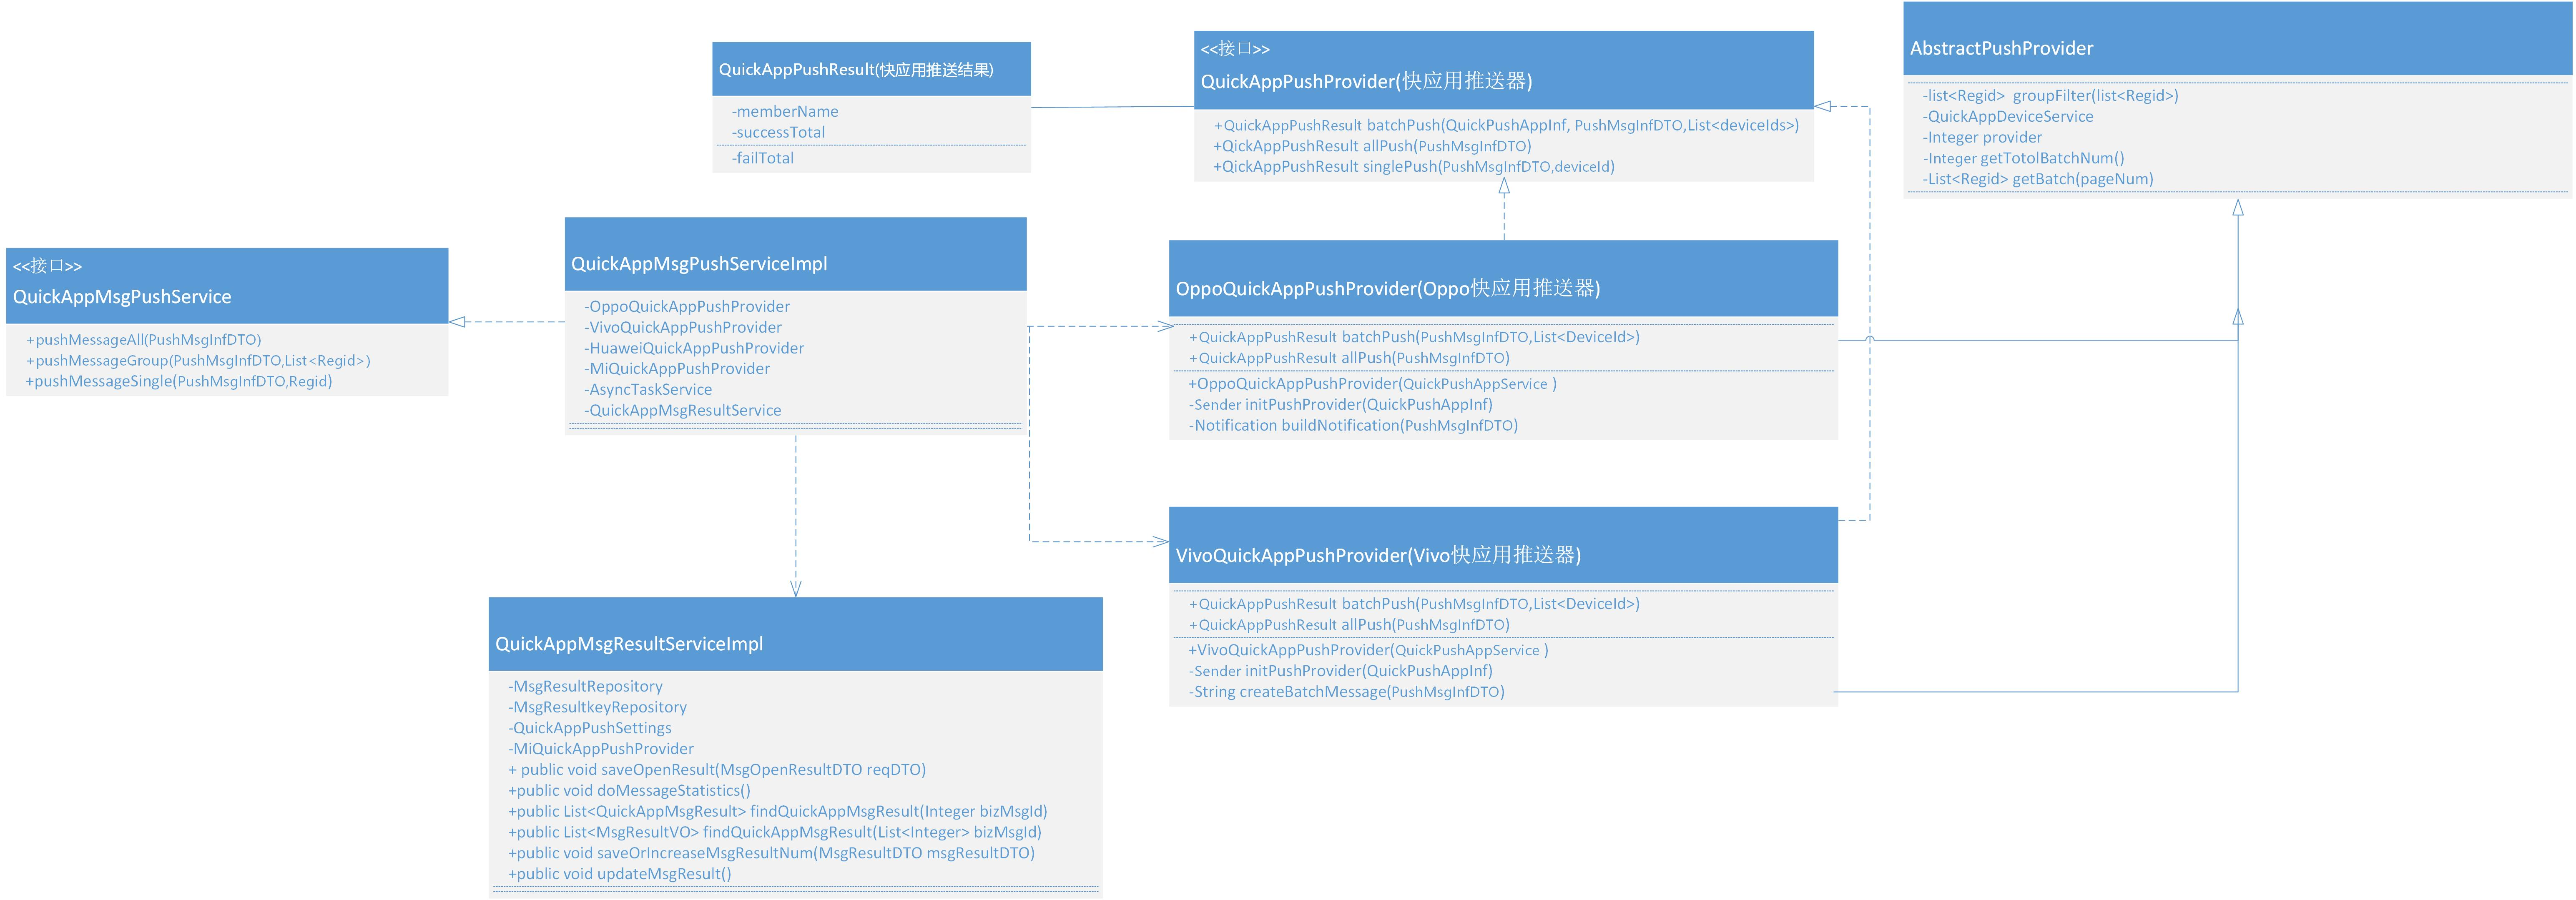 QuickAppPushResult(快应用推送结果)
-memberName
-successTotal
-failTotal
<<接口>>
QuickAppPushProvider(快应用推送器)
+QuickAppPushResult batchPush(QuickPushAppInf, PushMsgInfDTO,List<deviceIds>)
+QickAppPushResult allPush(PushMsgInfDTO)
+QickAppPushResult singlePush(PushMsgInfDTO,deviceId)
AbstractPushProvider
-list<Regid> groupFilter(list<Regid>)
-QuickAppDeviceService
-Integer provider
-Integer getTotolBatchNum()
-List<Regid> getBatch(pageNum)
<<接口>>
QuickAppMsgPushService
+pushMessageAll(PushMsgInfDTO)
+pushMessageGroup(PushMsgInfDTO,List<Regid>)
+pushMessageSingle(PushMsgInfDTO,Regid)
QuickAppMsgPushServiceImpl
-OppoQuickAppPushProvider
-VivoQuickAppPushProvider
-HuaweiQuickAppPushProvider
-MiQuickAppPushProvider
-AsyncTaskService
-QuickAppMsgResultService
OppoQuickAppPushProvider(Oppo快应用推送器)
+QuickAppPushResult batchPush(PushMsgInfDTO,List<DeviceId>)
+QuickAppPushResult allPush(PushMsgInfDTO)
+OppoQuickAppPushProvider(QuickPushAppService )
-Sender initPushProvider(QuickPushAppInf)
-Notification buildNotification(PushMsgInfDTO)
VivoQuickAppPushProvider(Vivo快应用推送器)
+QuickAppPushResult batchPush(PushMsgInfDTO,List<DeviceId>)
+QuickAppPushResult allPush(PushMsgInfDTO)
+VivoQuickAppPushProvider(QuickPushAppService )
-Sender initPushProvider(QuickPushAppInf)
-String createBatchMessage(PushMsgInfDTO)
QuickAppMsgResultServiceImpl
-MsgResultRepository
-MsgResultkeyRepository
-QuickAppPushSettings
-MiQuickAppPushProvider
+ public void saveOpenResult(MsgOpenResultDTO reqDTO)
+public void doMessageStatistics()
+public List<QuickAppMsgResult> findQuickAppMsgResult(Integer bizMsgId)
+public List<MsgResultVO> findQuickAppMsgResult(List<Integer> bizMsgId)
+public void saveOrIncreaseMsgResultNum(MsgResultDTO msgResultDTO)
+public void updateMsgResult()